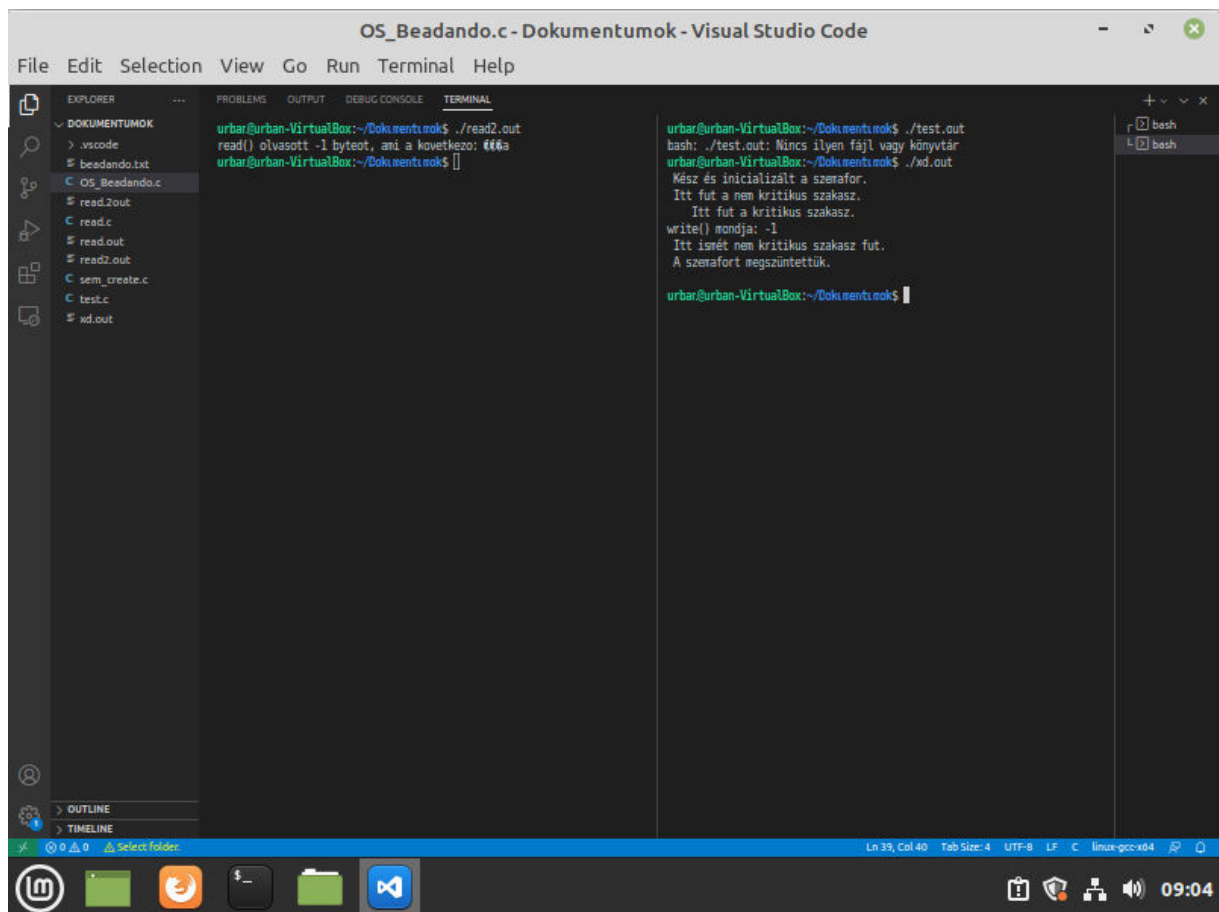 OS_Beadando.c - Dokumentumok - Visual Studio Code
File Edit Selection View Go Run Terminal Help
EXPLORER ...
DOKUMENTUMOK
.vscode
beadando.txt
C OS_Beadando.c
read.2out
C read.c
read.out
read2.out
C sem_create.c
C test.c
xd.out
OUTLINE
TIMELINE
PROBLEMS OUTPUT DEBUG CONSOLE TERMINAL
urban@urban-VirtualBox:~/Dokumentumok$ ./read2.out
read() olvasott -1 byteot, ami a kovetkezo: ���a
urban@urban-VirtualBox:~/Dokumentumok$
urban@urban-VirtualBox:~/Dokumentumok$ ./test.out
bash: ./test.out: Nincs ilyen fájl vagy könyvtár
urban@urban-VirtualBox:~/Dokumentumok$ ./xd.out
Kész és inicializált a szemafor.
Itt fut a nem kritikus szakasz.
Itt fut a kritikus szakasz.
write() mondja: -1
Itt ismét nem kritikus szakasz fut.
A szemafort megszüntettük.
urban@urban-VirtualBox:~/Dokumentumok$
bash
bash
1
0 0 Select folder.
Ln 39, Col 40 Tab Size: 4 UTF-8 LF C linux-gcc-x64
$_
09:04